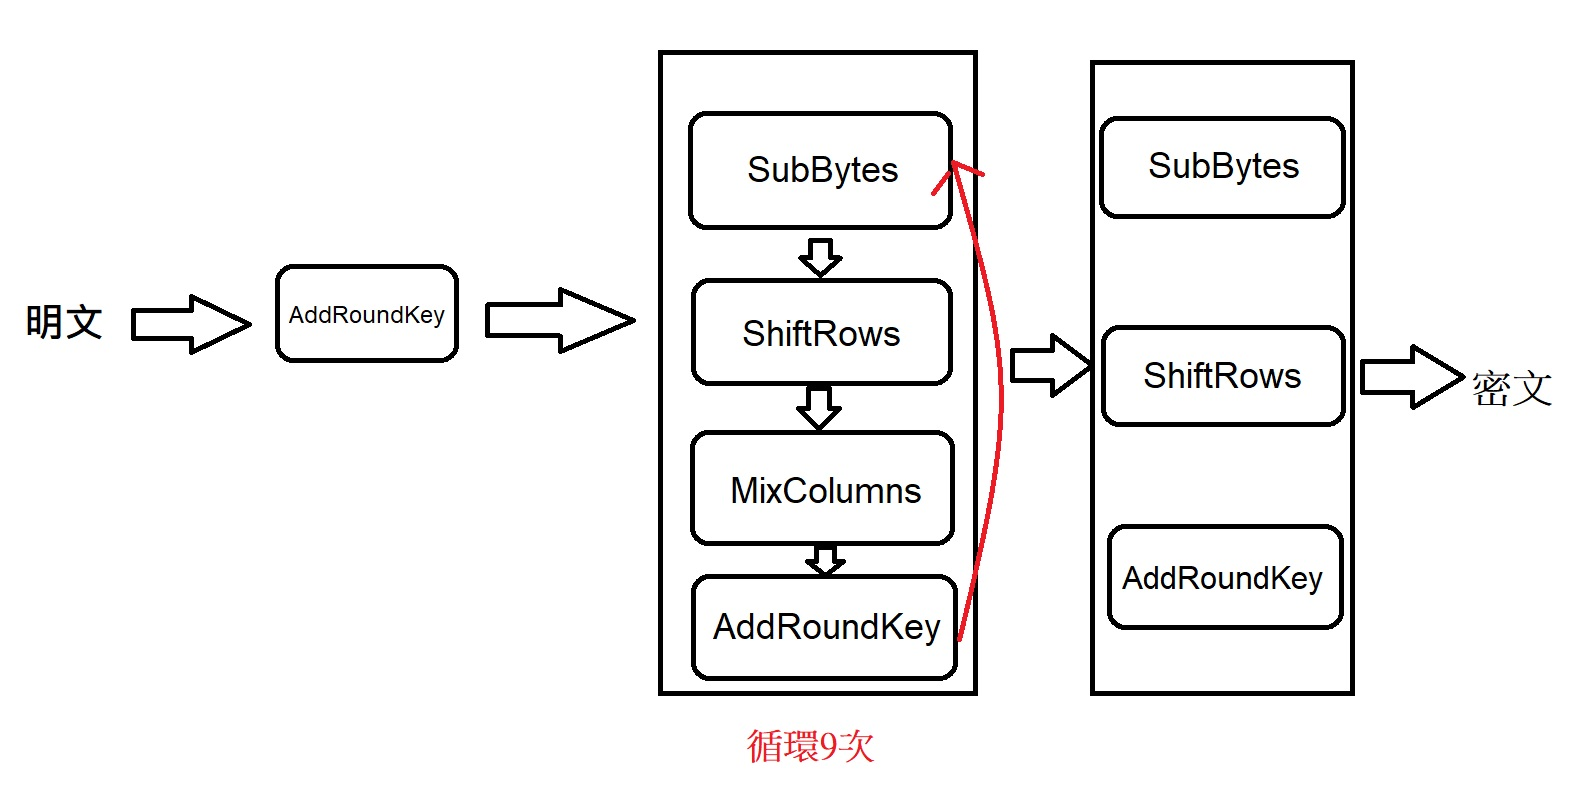 明文
AddRoundKey
SubBytes
ShiftRows
MixColumns
AddRoundKey
循環9次
SubBytes
ShiftRows
AddRoundKey
密文